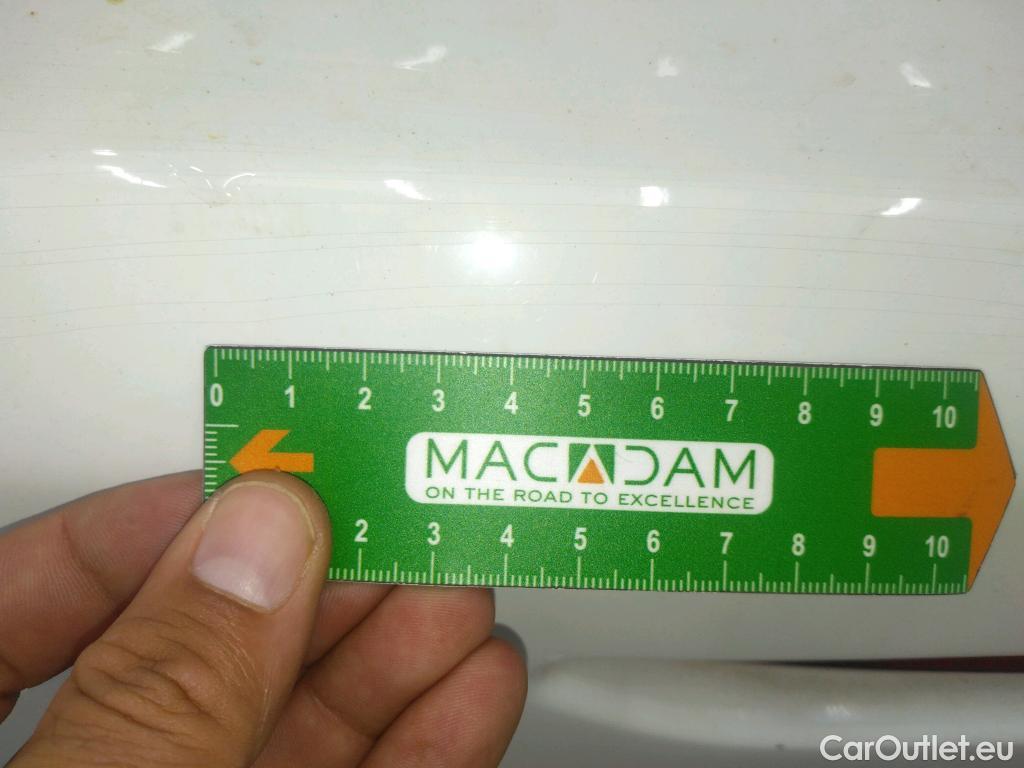 0 1 2 3 4 5 6 7 8 9 10
MACADAM
ON THE ROAD TO EXCELLENCE
2 3 4 5 6 7 8 9 10
CarOutlet.eu